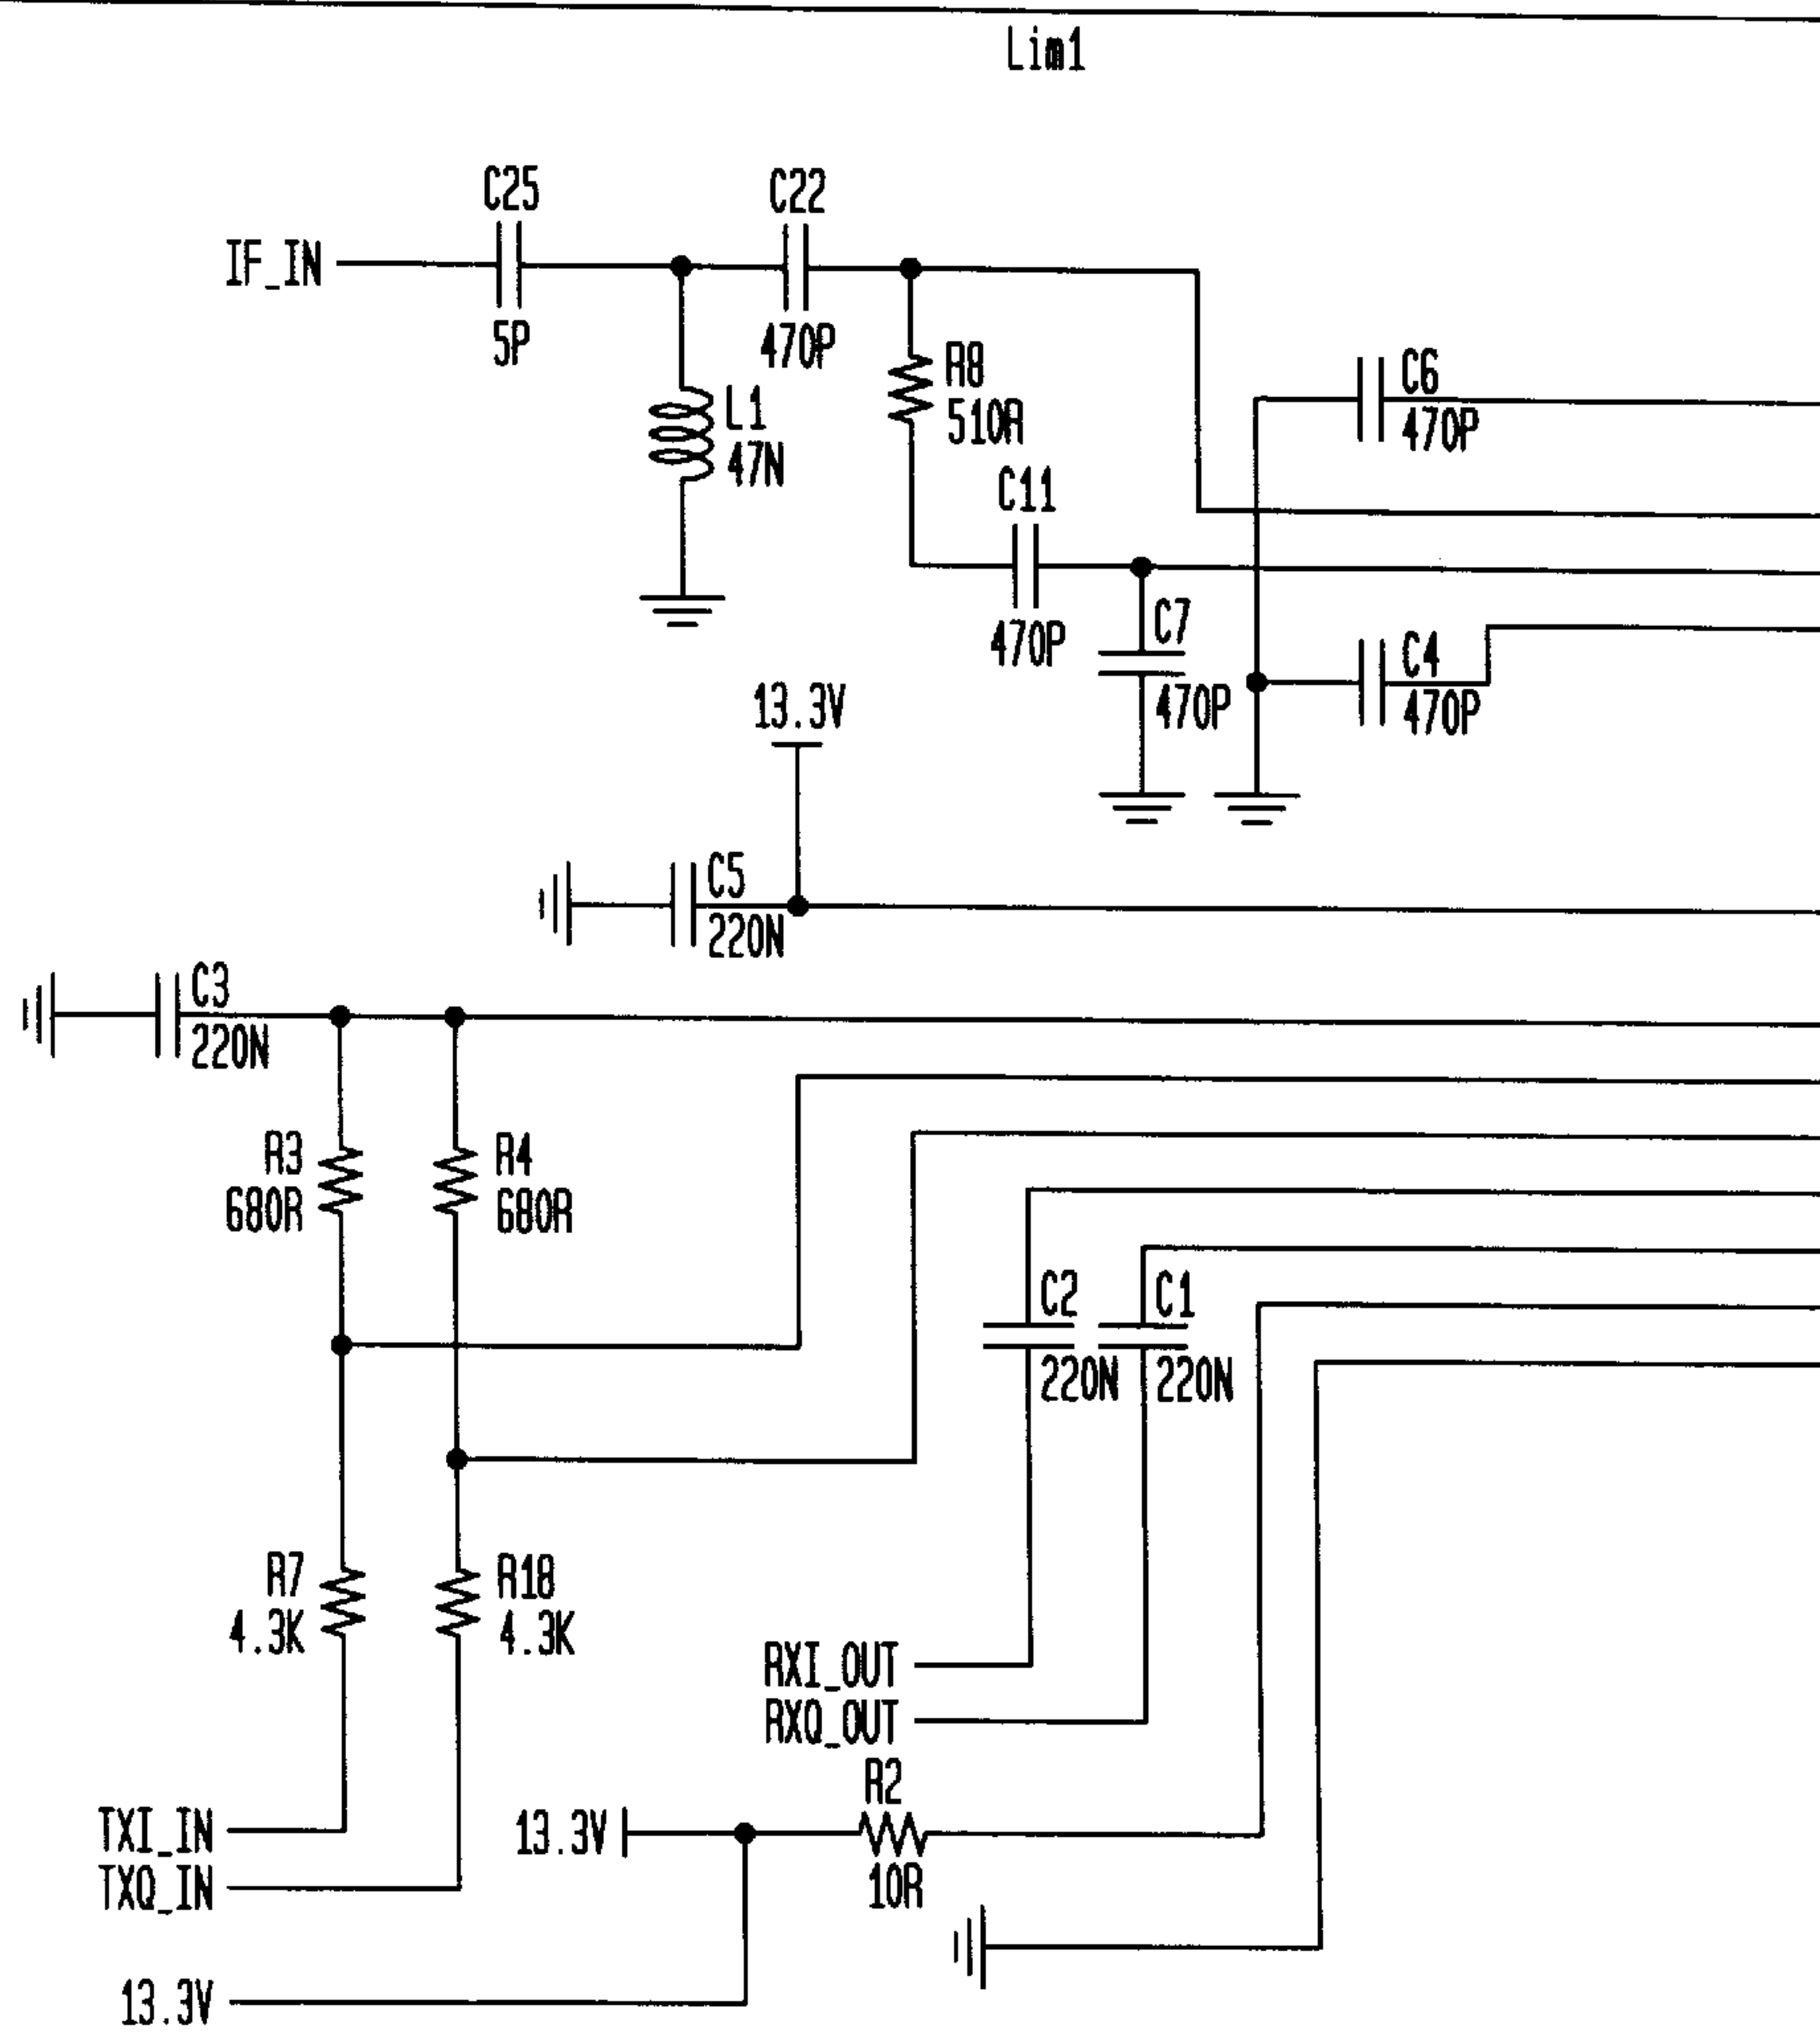 Lim1
C25
C22
IF_IN
5P
470P
R8
510R
C6
470P
L1
47N
C11
470P
C7
470P
C4
470P
13.3V
C5
220N
C3
220N
R3
680R
R4
680R
C2
220N
C1
220N
R7
4.3K
R18
4.3K
RXI_OUT
RXQ_OUT
R2
10R
TXI_IN
TXQ_IN
13.3V
13.3V